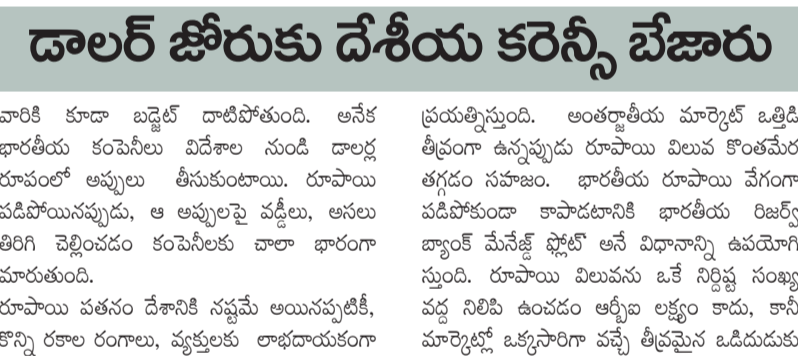 డాలర్ జోరుకు దేశీయ కరెన్సీ బేజారు
వారికి కూడా బడ్జెట్ దాటిపోతుంది. అనేక
భారతీయ కంపెనీలు విదేశాల నుండి డాలర్ల
రూపంలో అప్పులు తీసుకుంటాయి. రూపాయి
పడిపోయినప్పుడు, ఆ అప్పులపై వడ్డీలు, అసలు
తిరిగి చెల్లించడం కంపెనీలకు చాలా భారంగా
మారుతుంది.
రూపాయి పతనం దేశానికి నష్టమే అయినప్పటికీ,
కొన్ని రకాల రంగాలు, వ్యక్తులకు లాభదాయకంగా
ప్రయత్నిస్తుంది. అంతర్జాతీయ మార్కెట్ ఒత్తిడి
తీవ్రంగా ఉన్నప్పుడు రూపాయి విలువ కొంతమేర
తగ్గడం సహజం. భారతీయ రూపాయి వేగంగా
పడిపోకుండా కాపాడటానికి భారతీయ రిజర్వ్
బ్యాంక్ మేనేజ్డ్ ఫ్లోట్ అనే విధానాన్ని ఉపయోగి
స్తుంది. రూపాయి విలువను ఒకే నిర్దిష్ట సంఖ్య
వద్ద నిలిపి ఉంచడం ఆర్బీఐ లక్ష్యం కాదు, కానీ
మార్కెట్లో ఒక్కసారిగా వచ్చే తీవ్రమైన ఒడిదుడుకు